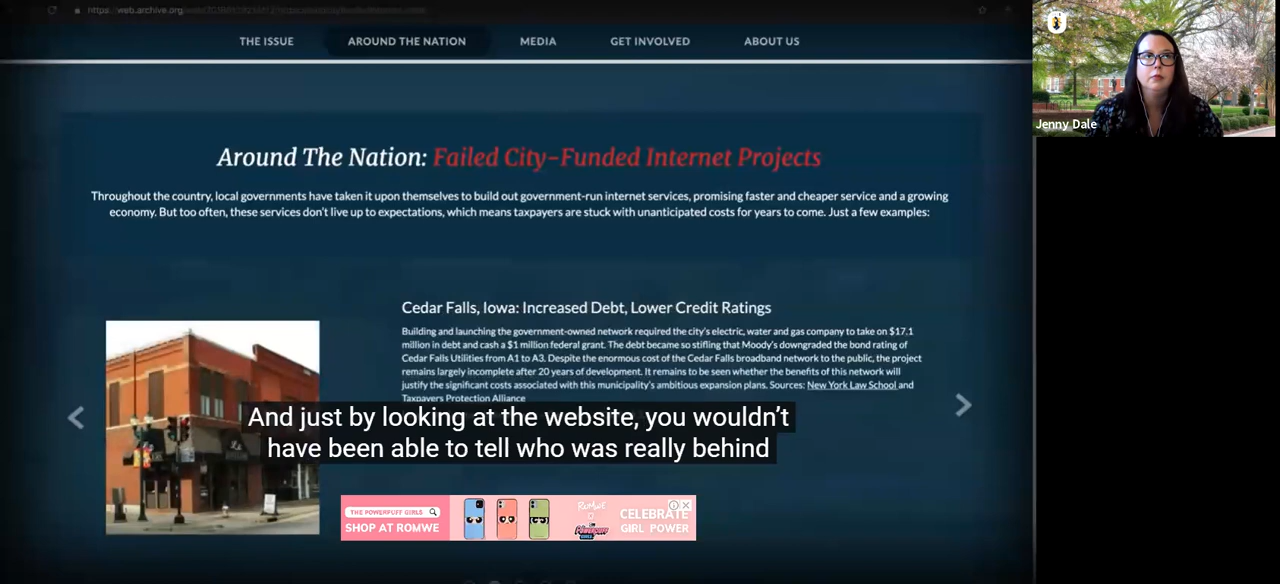 https://web.archive.org
THE ISSUE
AROUND THE NATION
MEDIA
GET INVOLVED
ABOUT US
Around The Nation: Failed City-Funded Internet Projects
Throughout the country, local governments have taken it upon themselves to build out government-run internet services, promising faster and cheaper service and a growing
economy. But too often, these services don't live up to expectations, which means taxpayers are stuck with unanticipated costs for years to come. Just a few examples:
Cedar Falls, Iowa: Increased Debt, Lower Credit Ratings
Building and launching the government-owned network required the city's electric, water and gas company to take on $17.1
million in debt and cash a $1 million federal grant. The debt became so stifling that Moody's downgraded the bond rating of
Cedar Falls Utilities from A1 to A3. Despite the enormous cost of the Cedar Falls broadband network to the public, the project
remains largely incomplete after 20 years of development. It remains to be seen whether the benefits of this network will
justify the significant costs associated with this municipality's ambitious expansion plans. Sources: New York Law School and
Taxpayers Protection Alliance
And just by looking at the website, you wouldn't
have been able to tell who was really behind
THE POWERPUFF GIRLS
SHOP AT ROMWE
ROMWE
X
POWERPUFF
GIRLS
CELEBRATE
GIRL POWER
Jenny Dale